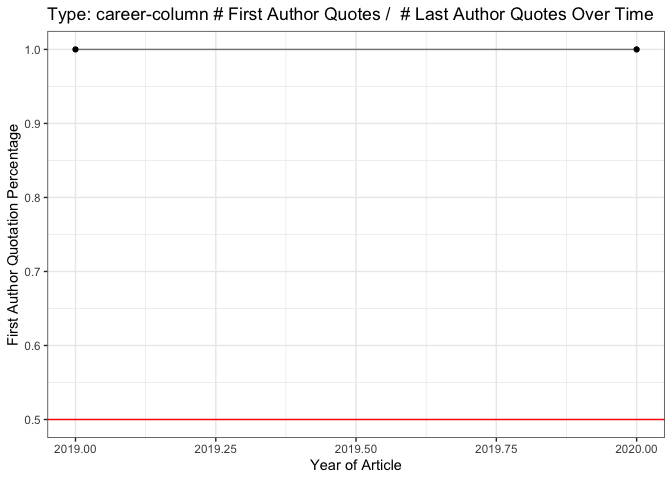 Type: career-column # First Author Quotes /  # Last Author Quotes Over Time
First Author Quotation Percentage
1.0
0.9
0.8
0.7
0.6
0.5
2019.00 2019.25 2019.50 2019.75 2020.00
Year of Article